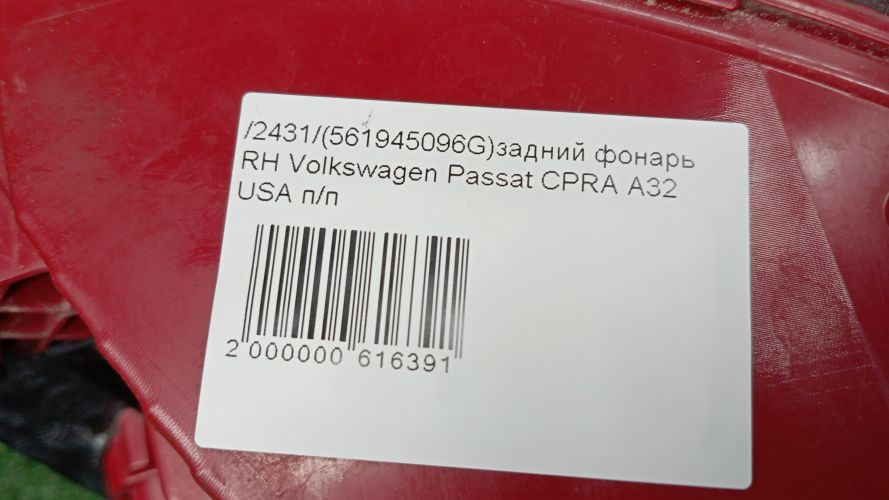 /2431/(561945096G)задний фонарь
RH Volkswagen Passat CPRA A32
USA п/п
2 000000 616391